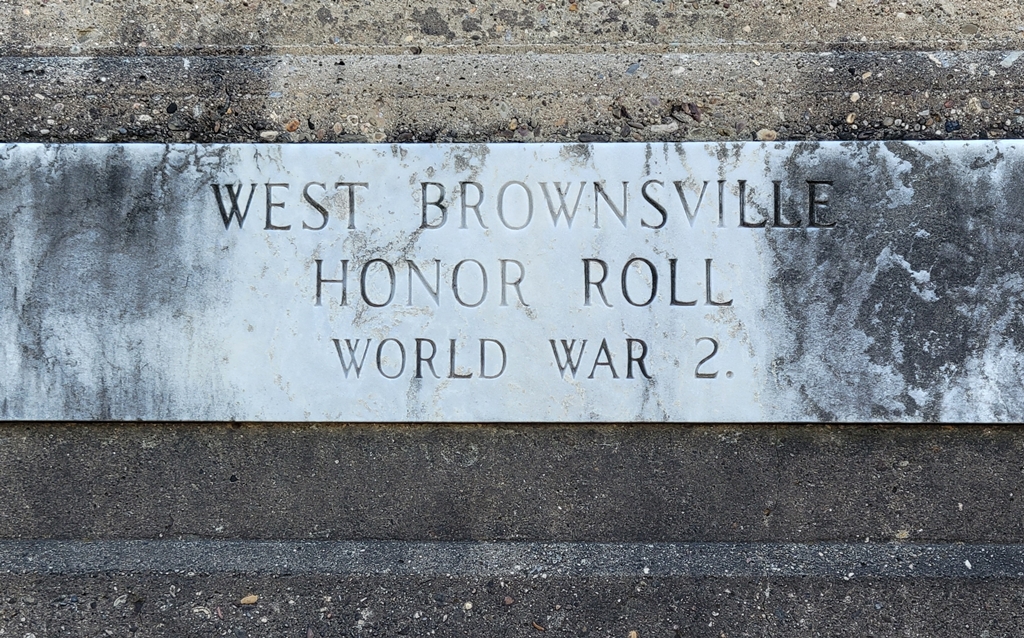 WEST BROWNSVILLE
HONOR ROLL
WORLD WAR 2.